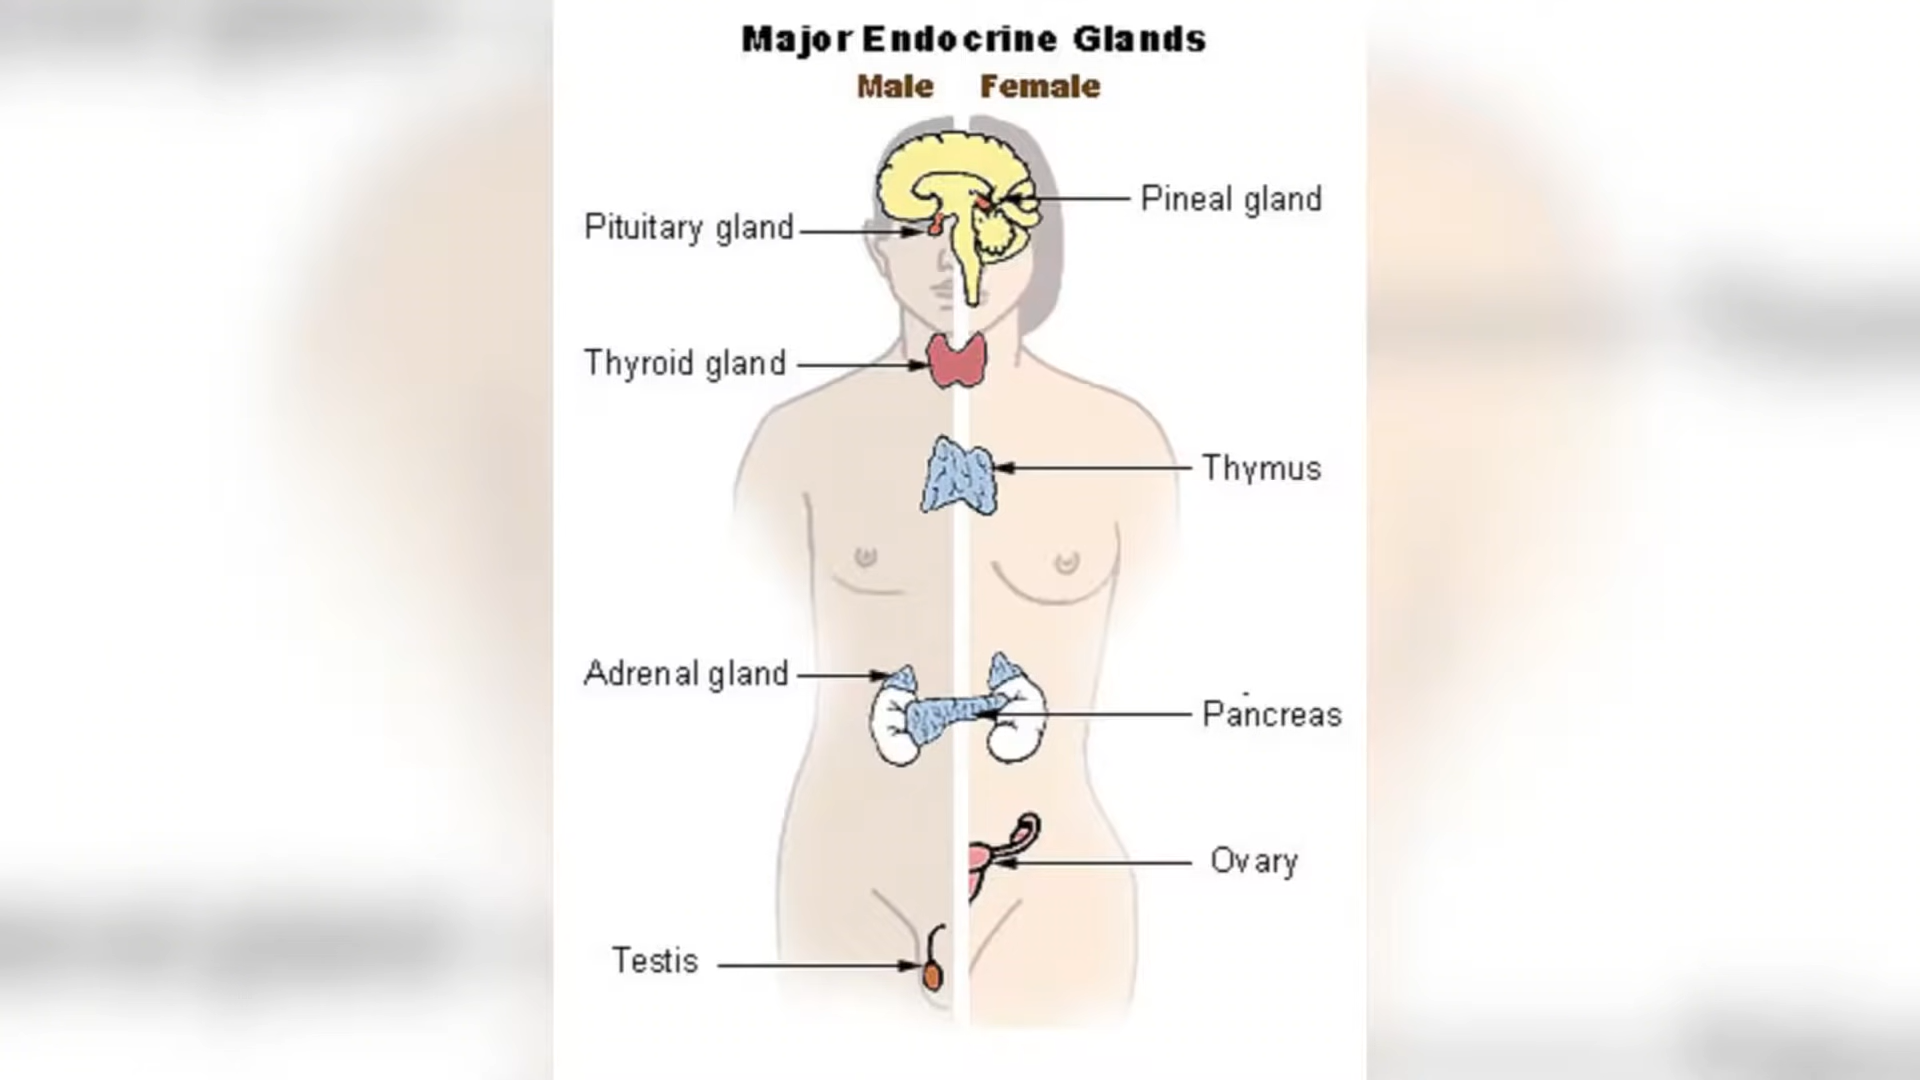 Major Endocrine Glands
Male Female
Pineal gland
Pituitary gland
Thyroid gland
Thymus
Adrenal gland
Pancreas
Ovary
Testis